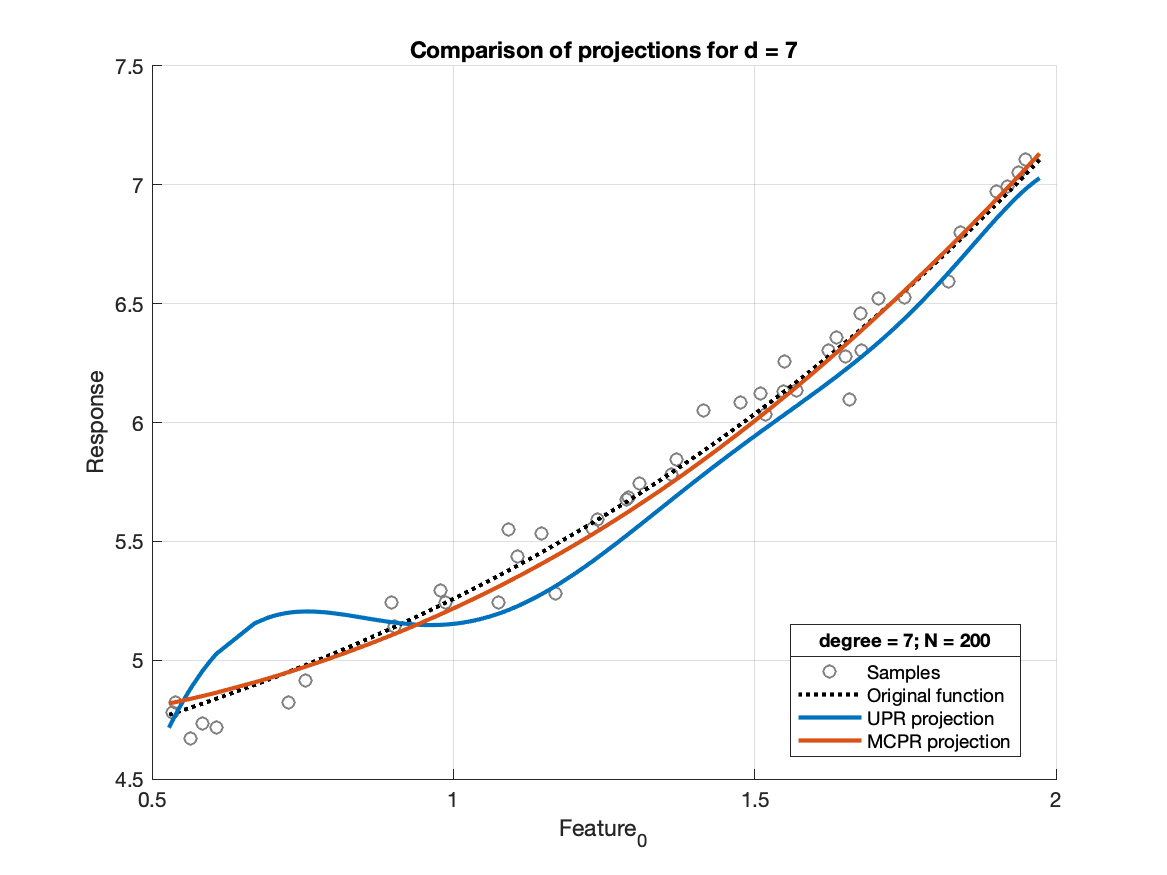 Comparison of projections for d = 7
7.5
7
6.5
6
5.5
5
4.5
Response
degree = 7; N = 200
Samples
Original function
UPR projection
MCPR projection
0.5 1 1.5 2
Feature0